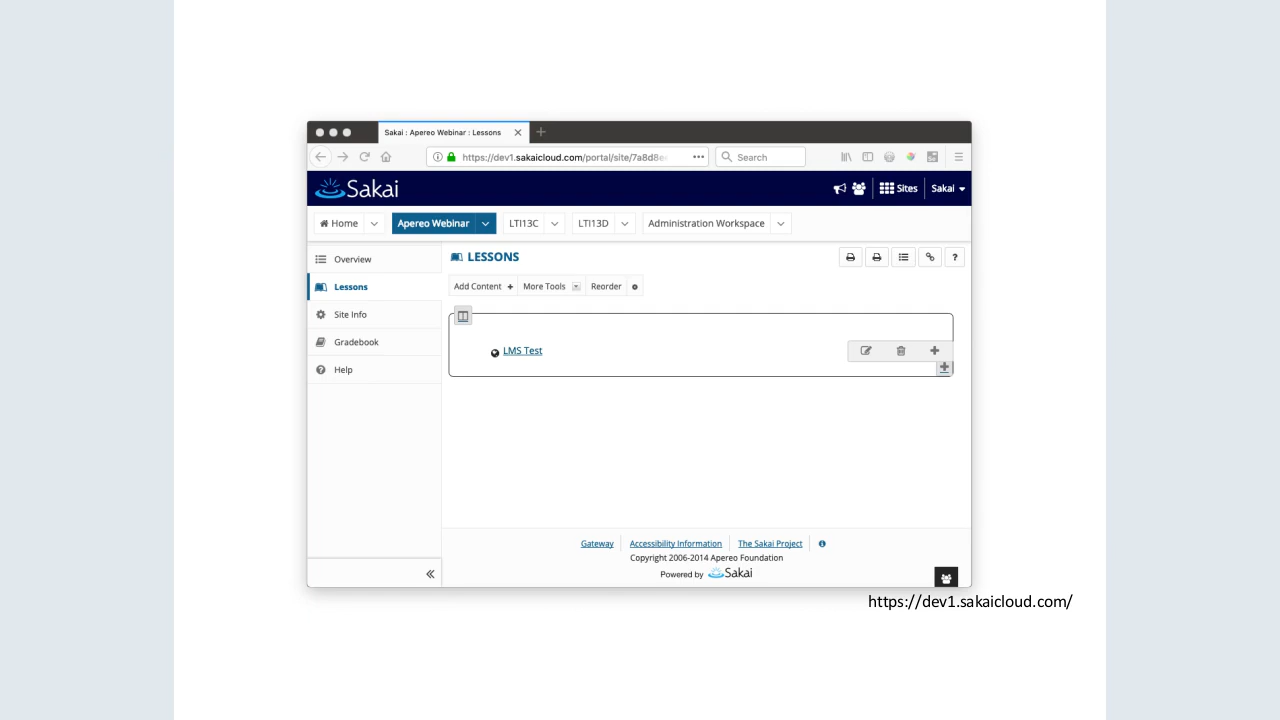 Sakai : Apereo Webinar : Lessons
https://dev1.sakaicloud.com/portal/site/7a8d8e
Search
Sakai
Sites
Sakai
Home
Apereo Webinar
LTI13C
LTI13D
Administration Workspace
Overview
Lessons
Site Info
Gradebook
Help
LESSONS
?
Add Content
More Tools
Reorder
LMS Test
Gateway
Accessibility Information
The Sakai Project
Copyright 2006-2014 Apereo Foundation
Powered by Sakai
https://dev1.sakaicloud.com/